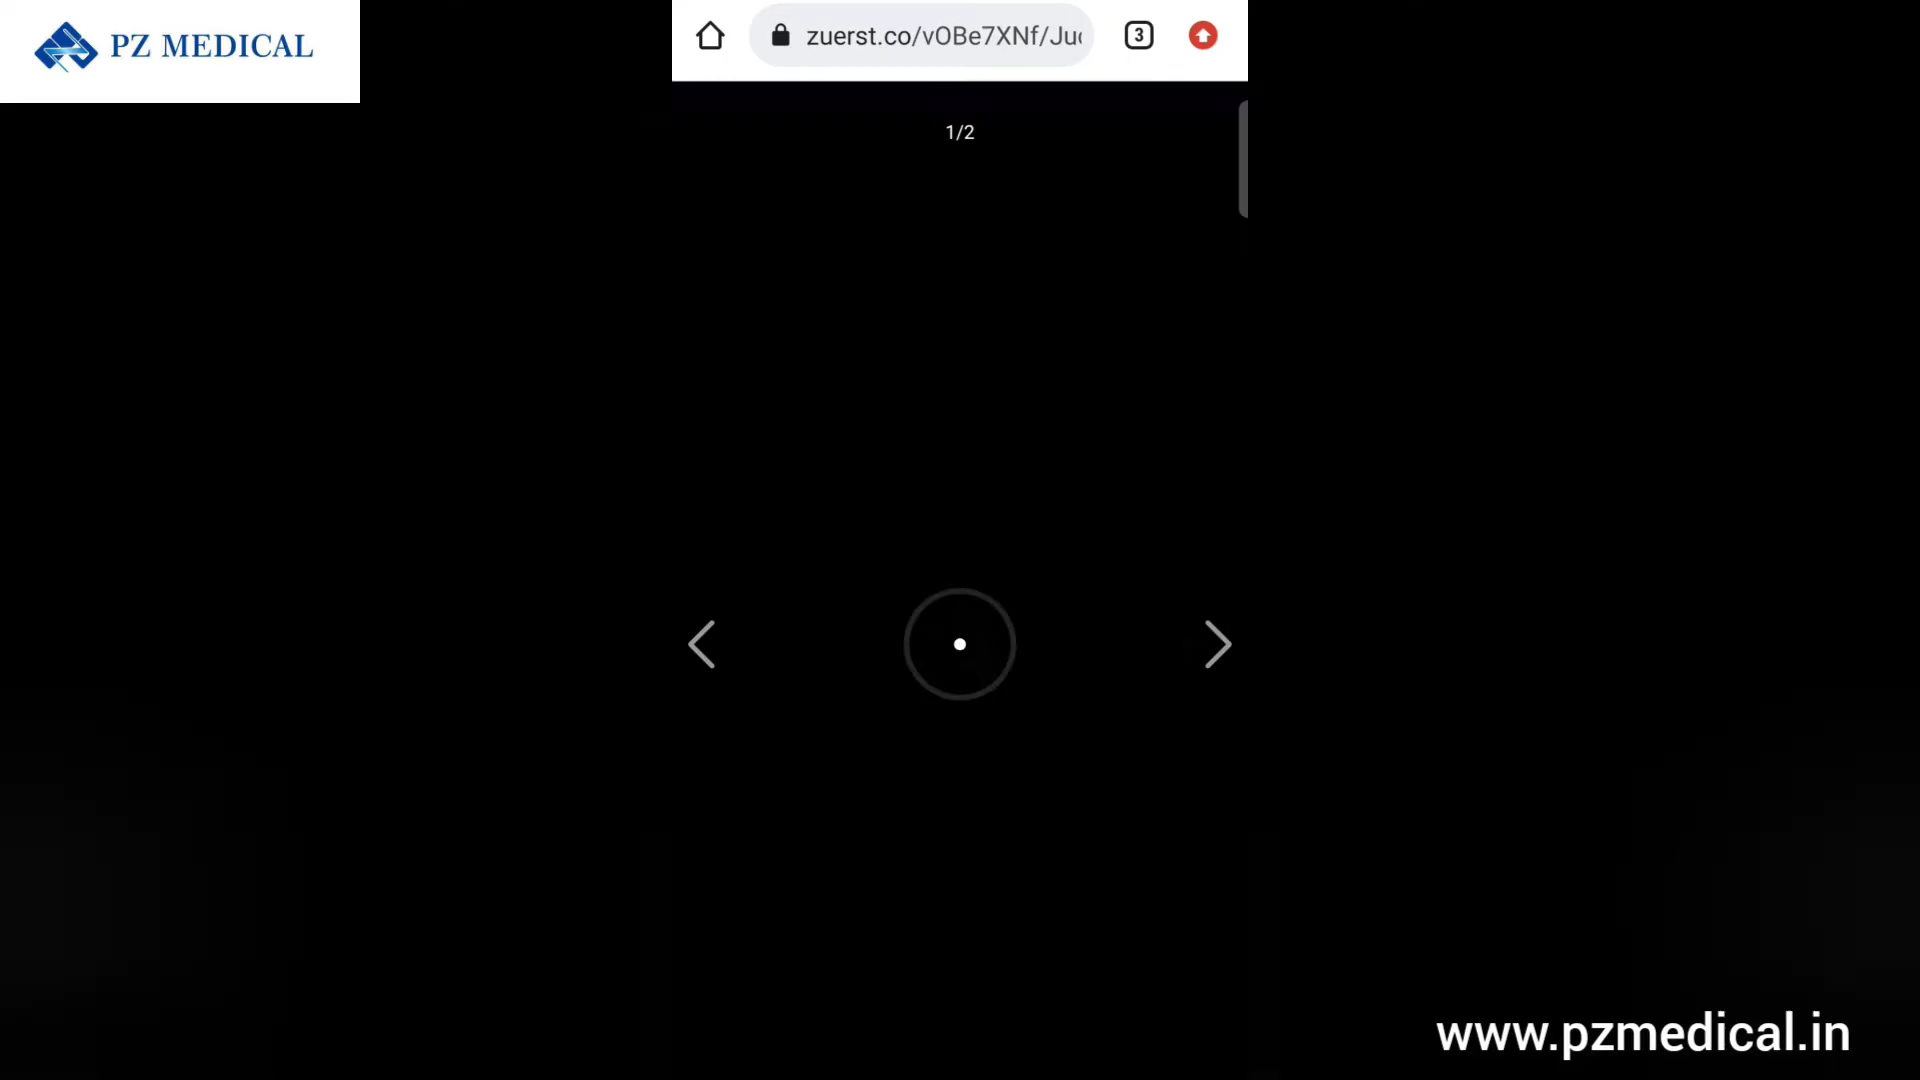 PZ MEDICAL
zuerst.co/vOBe7XNf/Ju
3
1/2
www.pzmedical.in